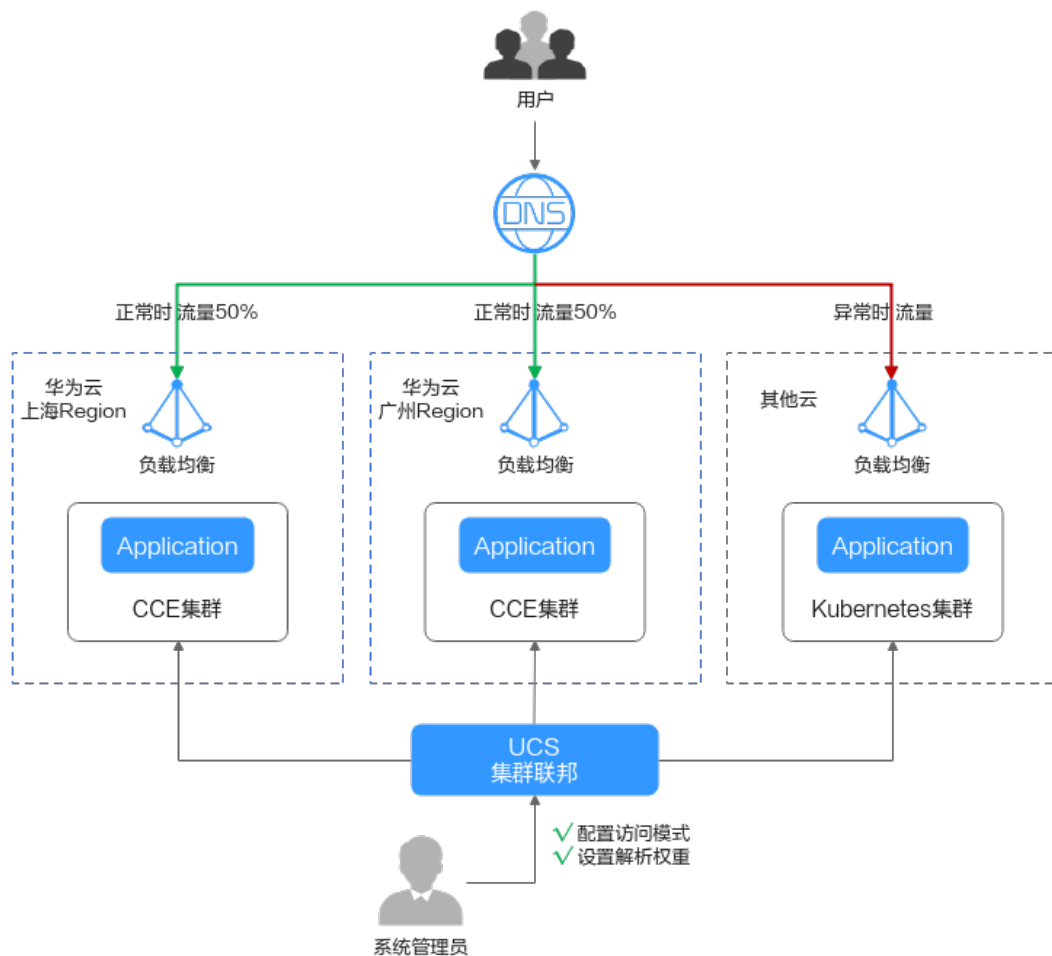 用户
DNS
正常时 流量50%
正常时 流量50%
异常时 流量
华为云
上海Region
负载均衡
Application
CCE集群
华为云
广州Region
负载均衡
Application
CCE集群
其他云
负载均衡
Application
Kubernetes集群
UCS
集群联邦
配置访问模式
设置解析权重
系统管理员